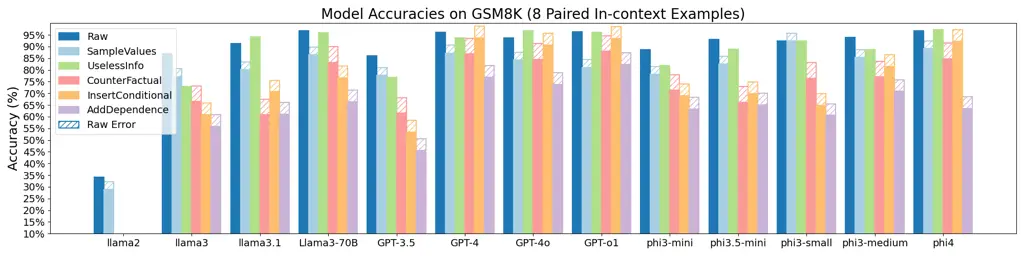 Model Accuracies on GSM8K (8 Paired In-context Examples)
Accuracy (%)
95%
90%
85%
80%
75%
70%
65%
60%
55%
50%
45%
40%
35%
30%
25%
20%
15%
10%
Raw
SampleValues
UselessInfo
CounterFactual
InsertConditional
AddDependence
Raw Error
llama2 llama3 llama3.1 Llama3-70B GPT-3.5 GPT-4 GPT-4o GPT-o1 phi3-mini phi3.5-mini phi3-small phi3-medium phi4